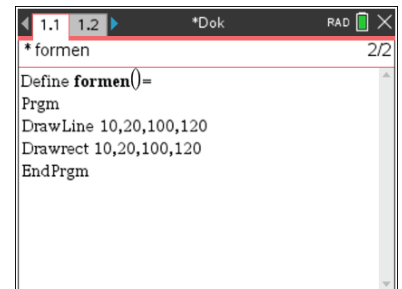 1.1 1.2 *Dok RAD
* formen 2/2
Define formen()=
Prgm
DrawLine 10,20,100,120
Drawrect 10,20,100,120
EndPrgm